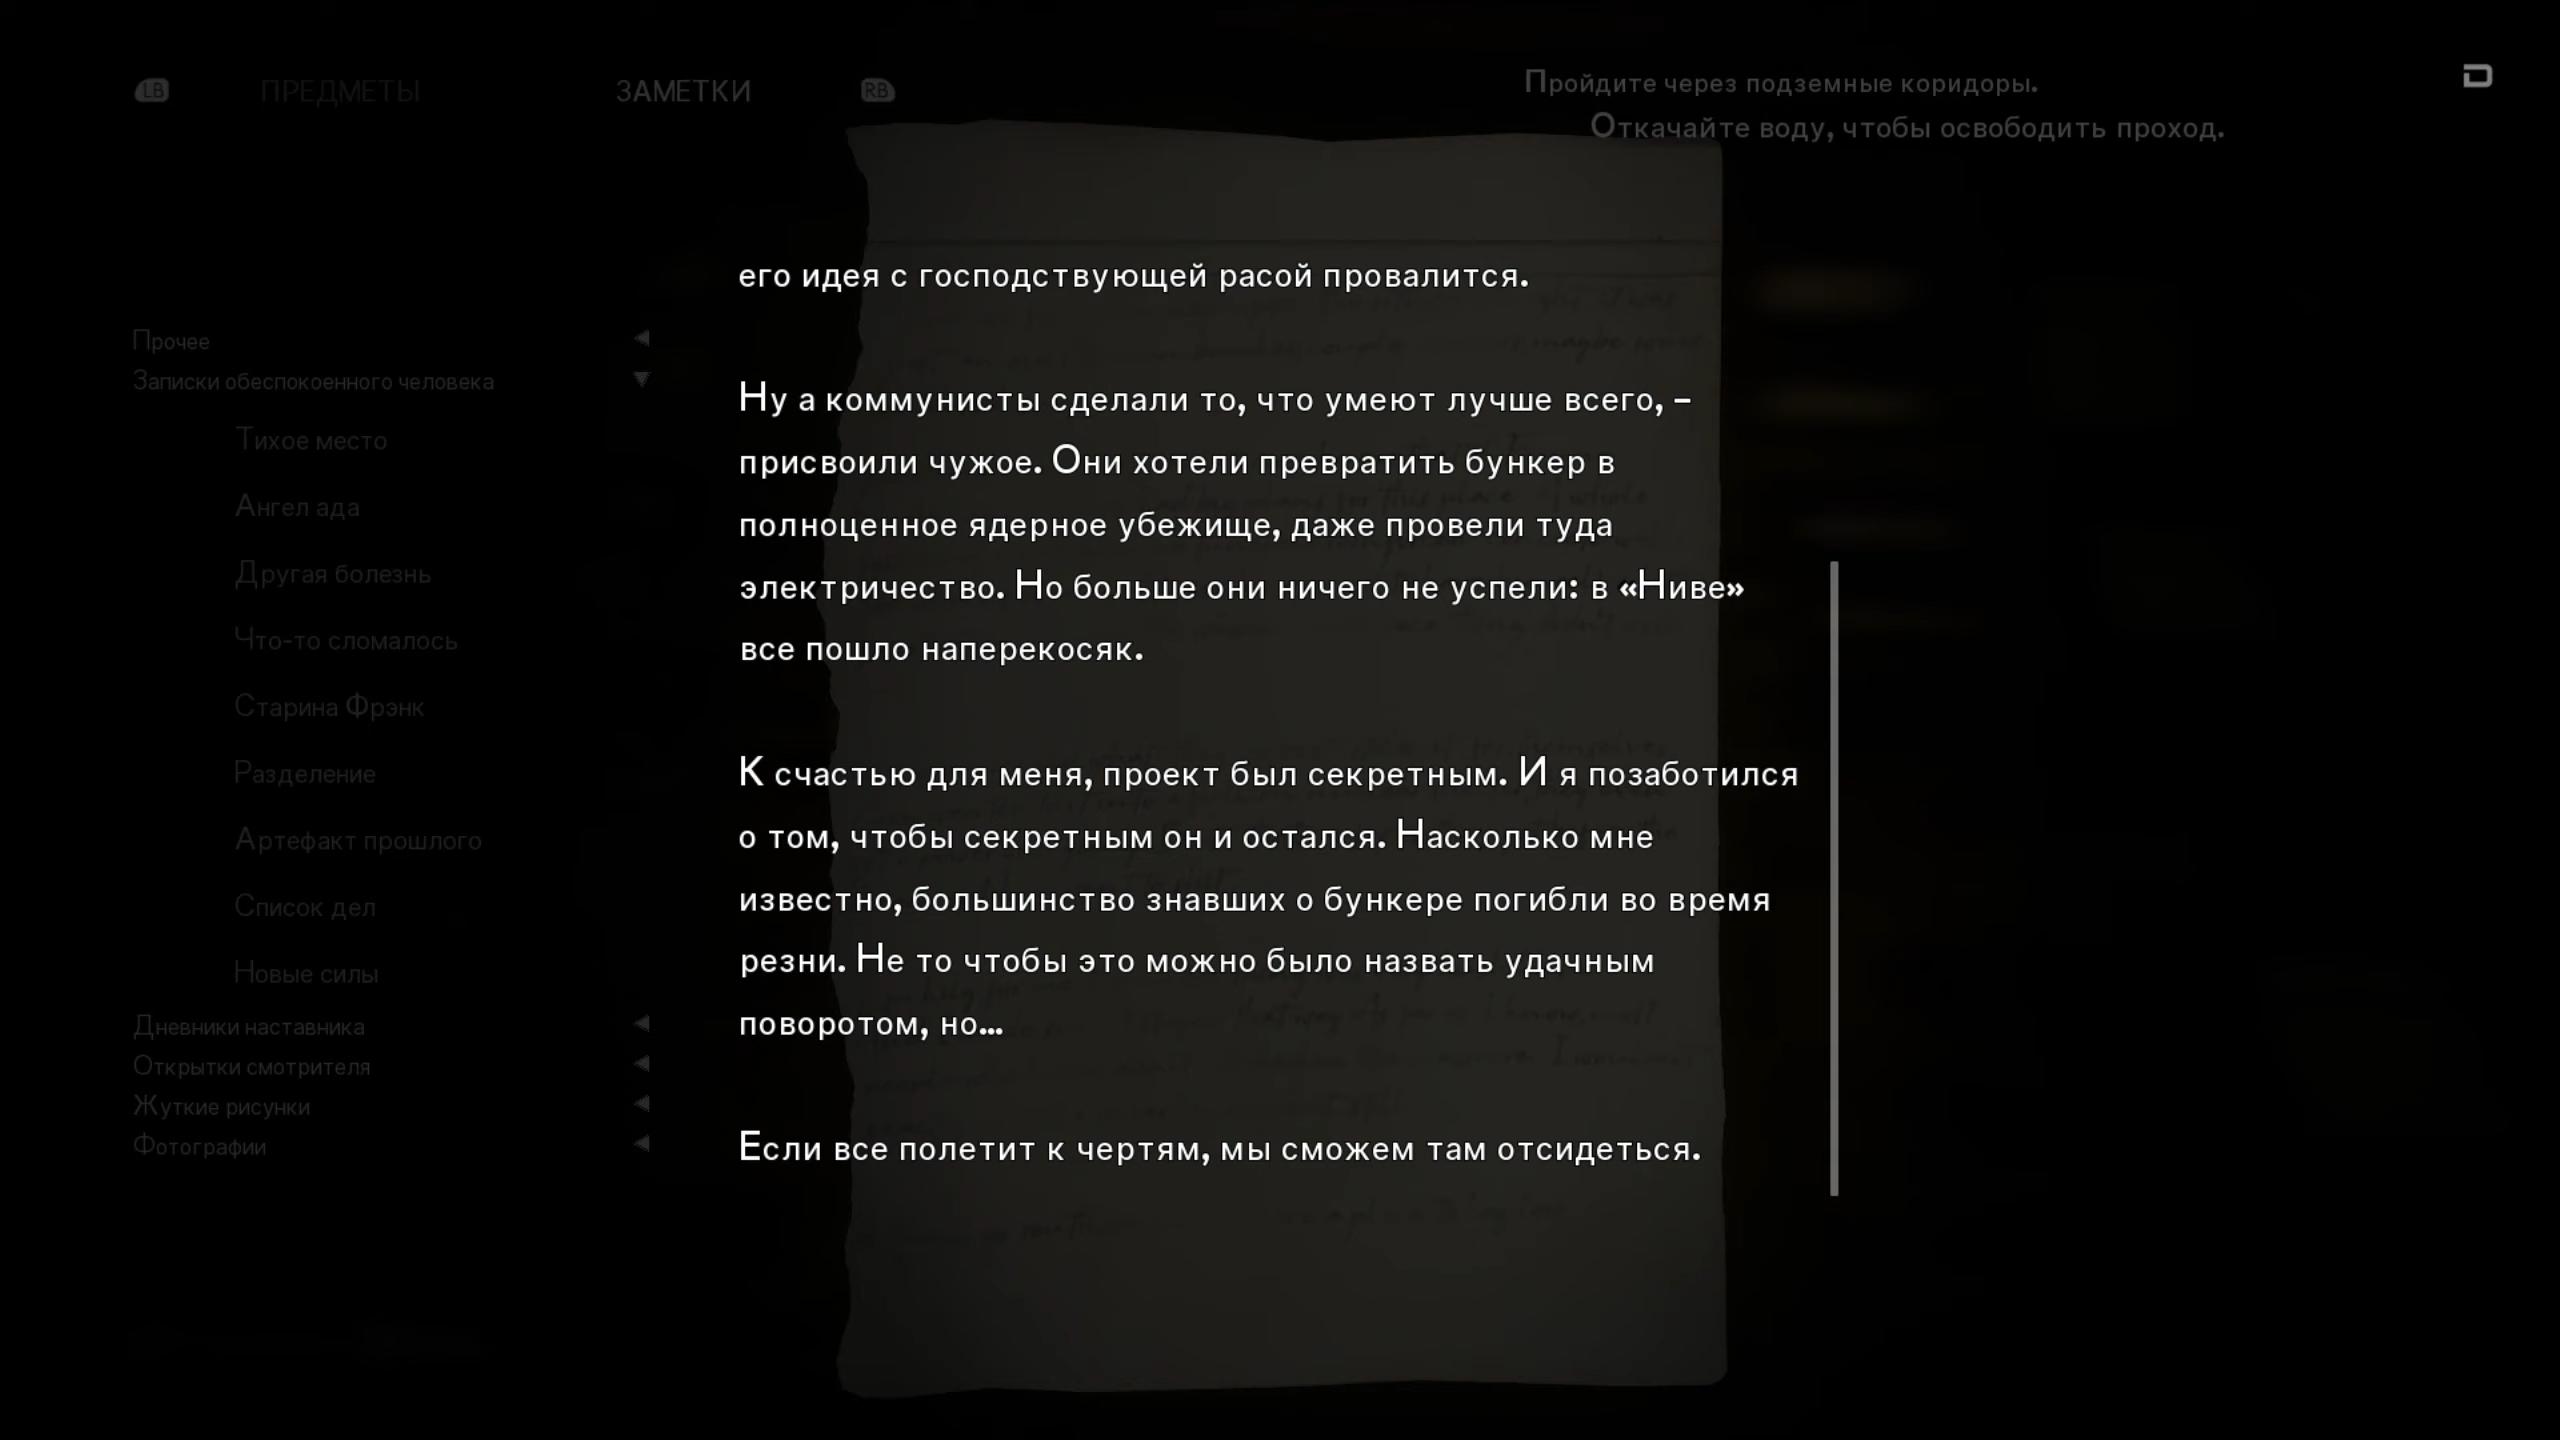 LB
ПРЕДМЕТЫ
ЗАМЕТКИ
RB
Пройдите через подземные коридоры.
Откачайте воду, чтобы освободить проход.
Прочее
Записки обеспокоенного человека
Тихое место
Ангел ада
Другая болезнь
Что-то сломалось
Старина Фрэнк
Разделение
Артефакт прошлого
Список дел
Новые силы
Дневники наставника
Открытки смотрителя
Жуткие рисунки
Фотографии
его идея с господствующей расой провалится.
Ну а коммунисты сделали то, что умеют лучше всего, –
присвоили чужое. Они хотели превратить бункер в
полноценное ядерное убежище, даже провели туда
электричество. Но больше они ничего не успели: в «Ниве»
все пошло наперекосяк.
К счастью для меня, проект был секретным. И я позаботился
о том, чтобы секретным он и остался. Насколько мне
известно, большинство знавших о бункере погибли во время
резни. Не то чтобы это можно было назвать удачным
поворотом, но...
Если все полетит к чертям, мы сможем там отсидеться.